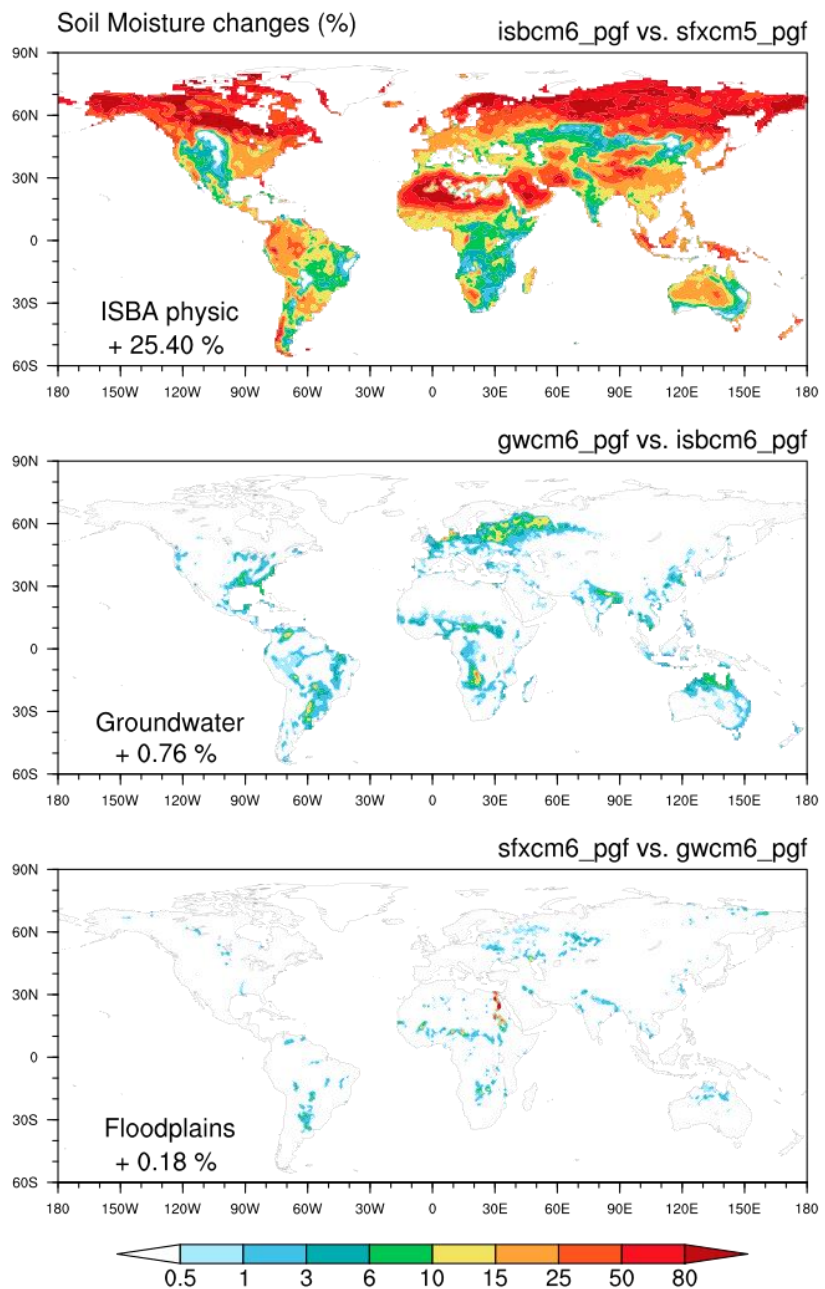 Soil Moisture changes (%)
isbcm6_pgf vs. sfxcm5_pgf
90N
60N
30N
0
30S
60S
ISBA physic
+ 25.40 %
180 150W 120W 90W 60W 30W 0 30E 60E 90E 120E 150E 180
gwcm6_pgf vs. isbcm6_pgf
90N
60N
30N
0
30S
60S
Groundwater
+ 0.76 %
180 150W 120W 90W 60W 30W 0 30E 60E 90E 120E 150E 180
sfxcm6_pgf vs. gwcm6_pgf
90N
60N
30N
0
30S
60S
Floodplains
+ 0.18 %
180 150W 120W 90W 60W 30W 0 30E 60E 90E 120E 150E 180
0.5 1 3 6 10 15 25 50 80